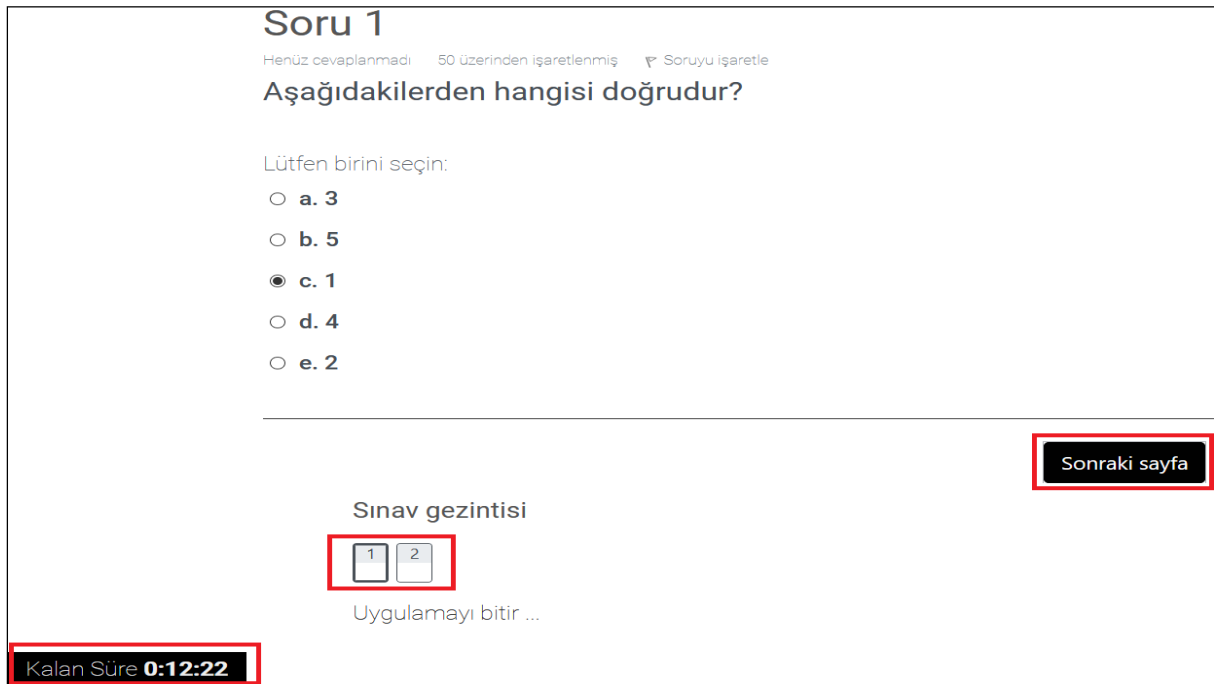 Soru 1
Henüz cevaplanmadı 50 üzerinden işaretlenmiş Soruyu işaretle
Aşağıdakilerden hangisi doğrudur?
Lütfen birini seçin:
a. 3
b. 5
c. 1
d. 4
e. 2
Sonraki sayfa
Sınav gezintisi
1 2
Uygulamayı bitir ...
Kalan Süre 0:12:22